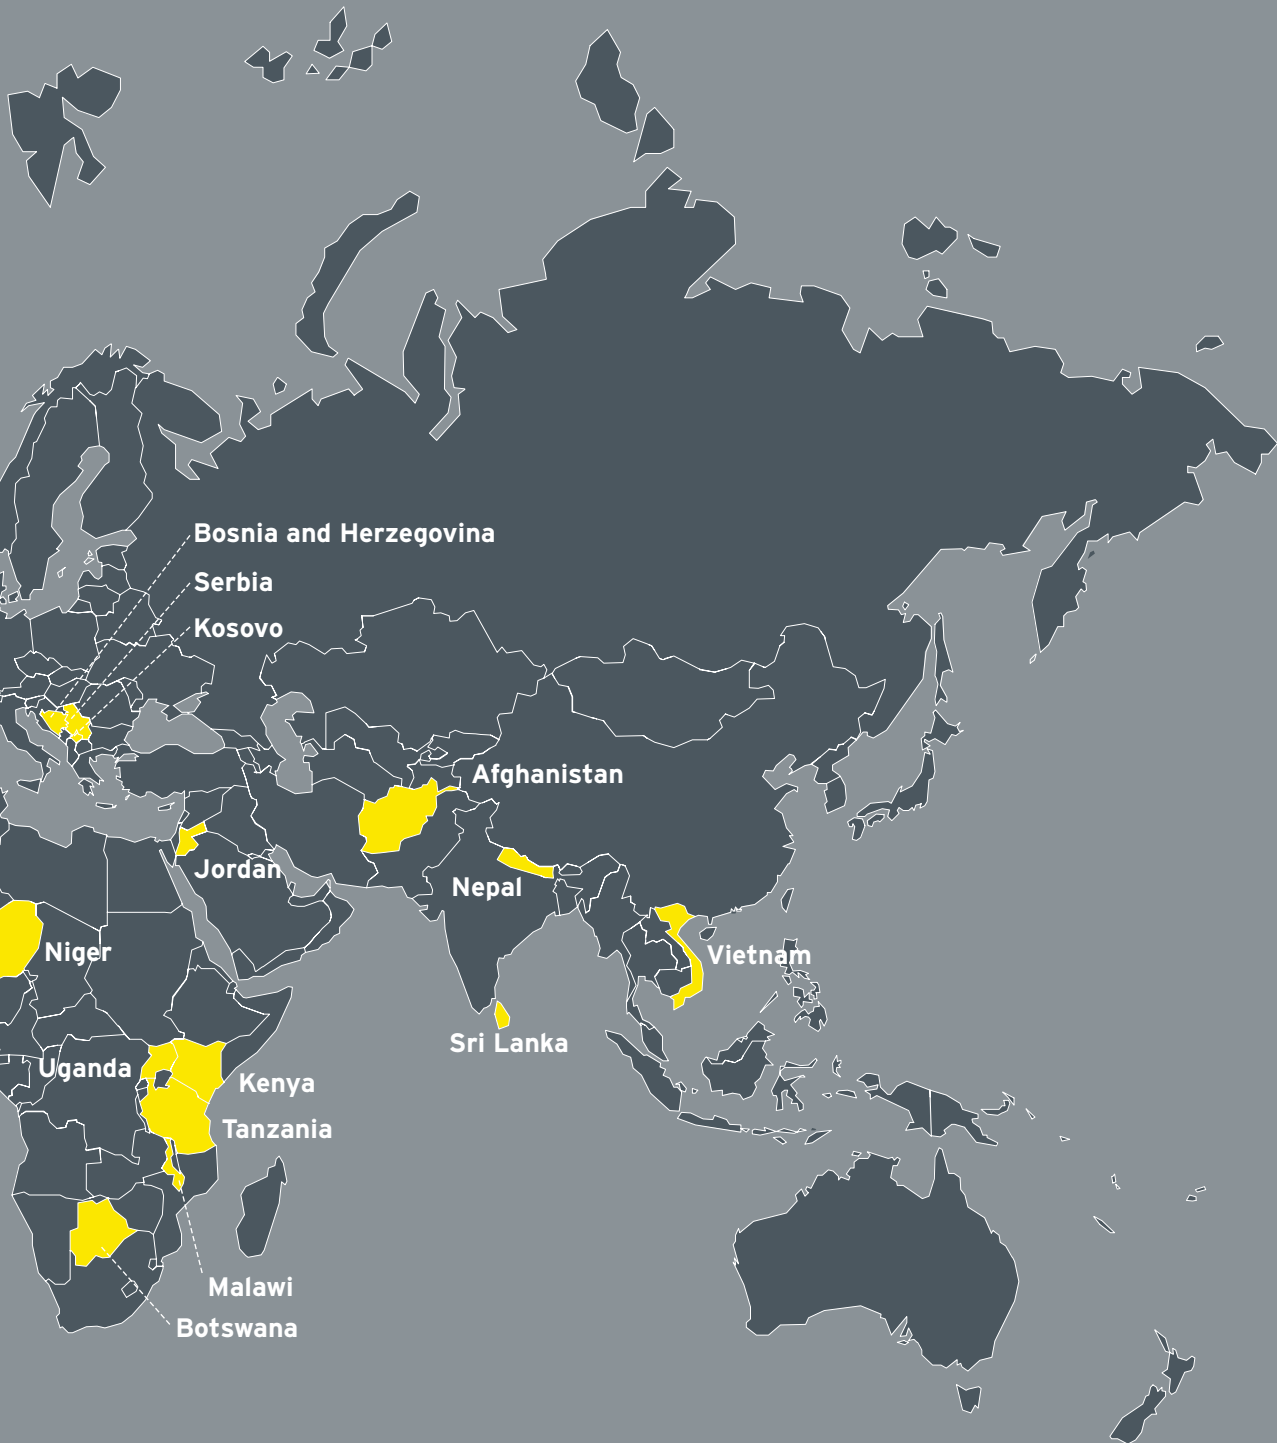 Bosnia and Herzegovina
Serbia
Kosovo
Afghanistan
Jordan
Nepal
Niger
Vietnam
Sri Lanka
Uganda
Kenya
Tanzania
Malawi
Botswana